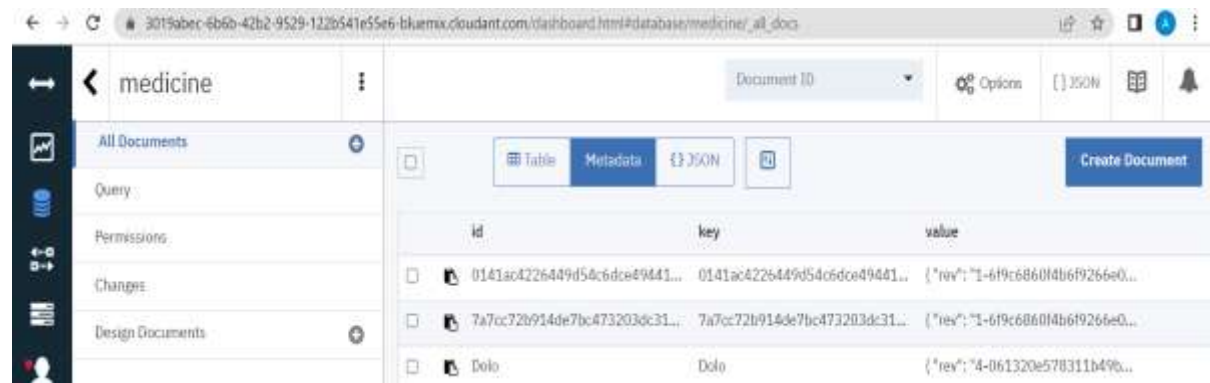 3019abec-6b6b-42b2-9529-122b541e55e6-bluemix.cloudant.com/dashboard.html#database/medicine/_all_docs
A
medicine
Document ID
Options
{} JSON
All Documents
Table
Metadata
{} JSON
Create Document
Query
Permissions
id key value
Changes
0141ac4226449d54c6dce49441... 0141ac4226449d54c6dce49441... { "rev": "1-6f9c6860f4b6f9266e0...
7a7cc72b914de7bc473203dc31... 7a7cc72b914de7bc473203dc31... { "rev": "1-6f9c6860f4b6f9266e0...
Design Documents
Dolo Dolo { "rev": "4-061320e578311b49b...